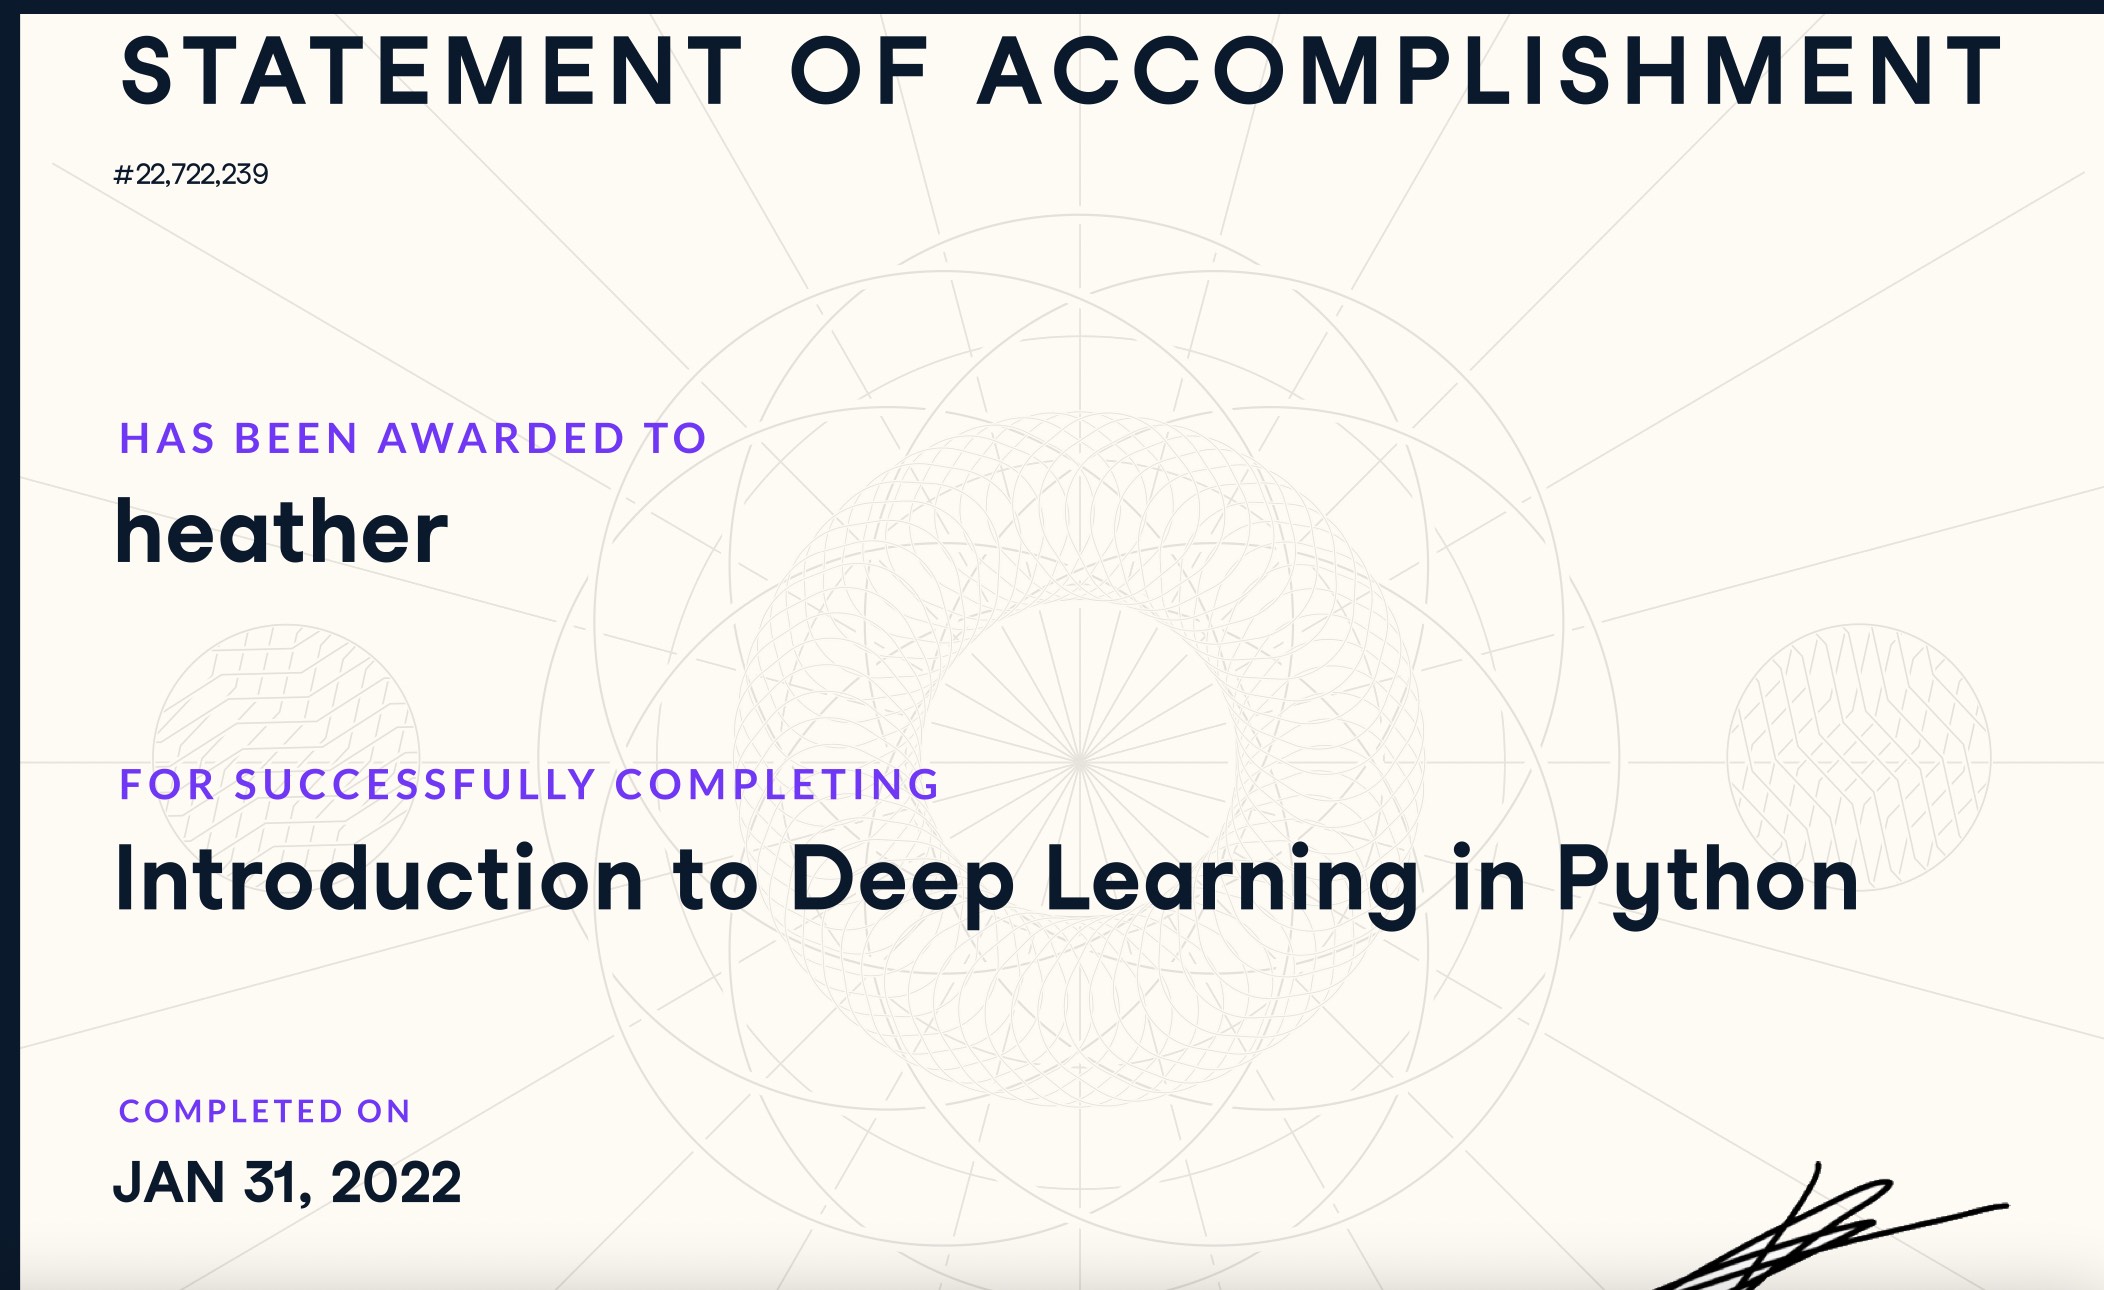 STATEMENT OF ACCOMPLISHMENT
#22,722,239
HAS BEEN AWARDED TO
heather
FOR SUCCESSFULLY COMPLETING
Introduction to Deep Learning in Python
COMPLETED ON
JAN 31, 2022